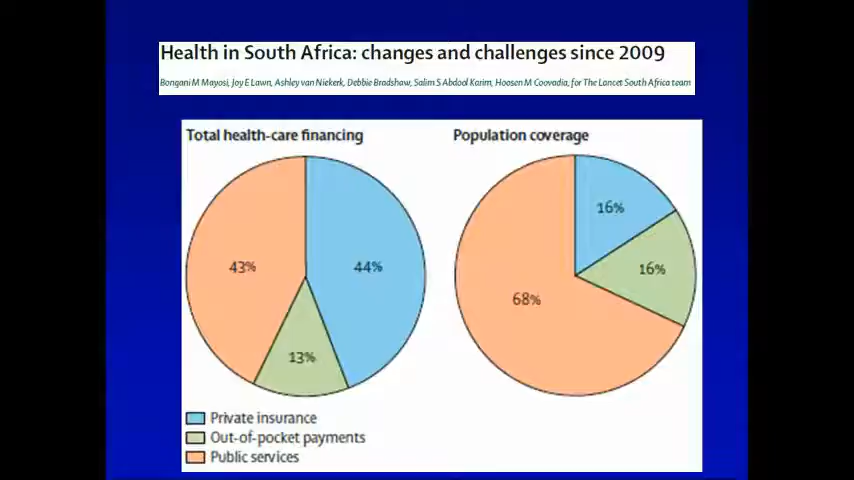 Health in South Africa: changes and challenges since 2009
Bongani M Mayosi, Joy E Lawn, Ashley van Niekerk, Debbie Bradshaw, Salim S Abdool Karim, Hoosen M Coovadia, for The Lancet South Africa team
Total health-care financing
Population coverage
43%
44%
13%
16%
16%
68%
Private insurance
Out-of-pocket payments
Public services